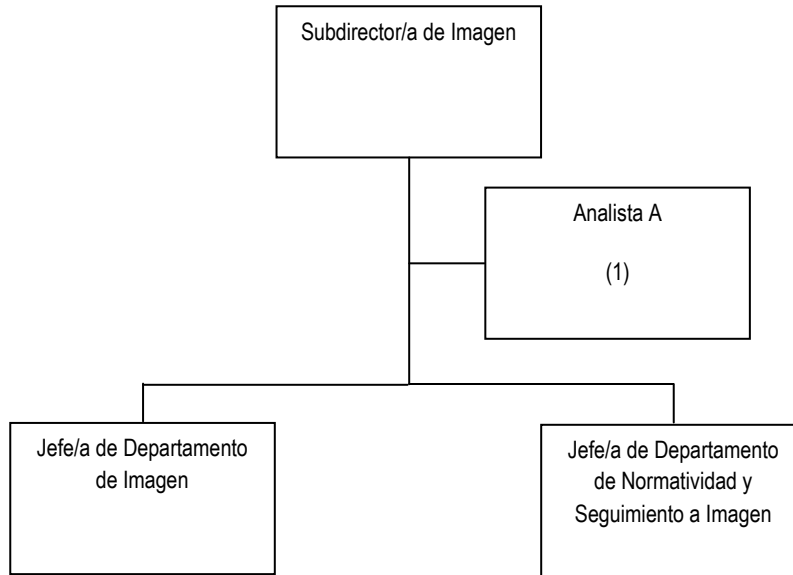 Subdirector/a de Imagen
Analista A
(1)
Jefe/a de Departamento
de Imagen
Jefe/a de Departamento
de Normatividad y
Seguimiento a Imagen